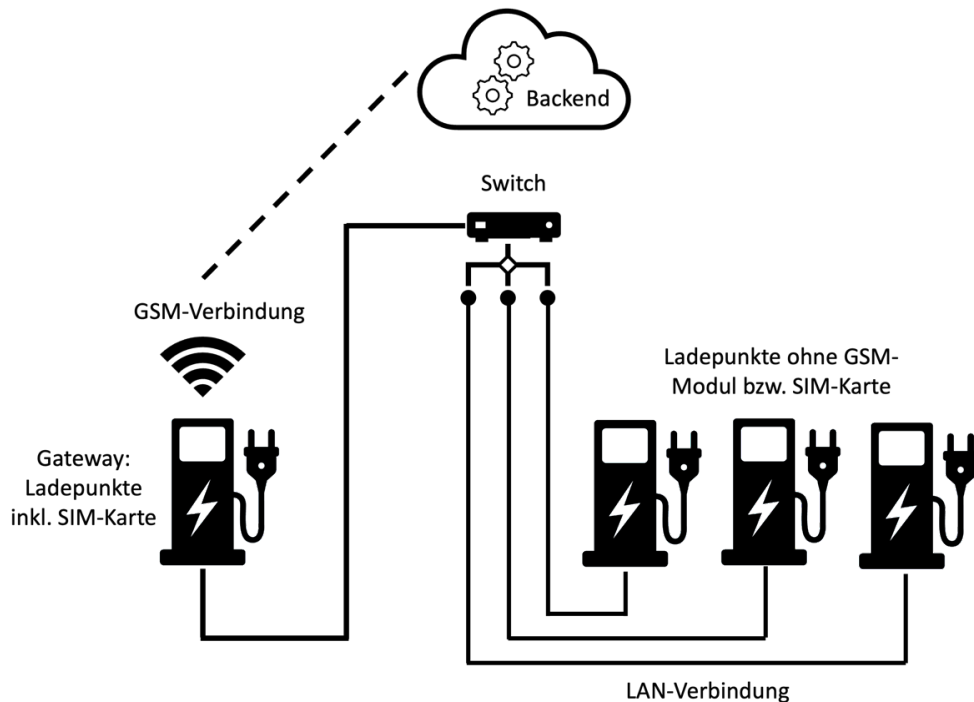 Backend
Switch
GSM-Verbindung
Ladepunkte ohne GSM-
Modul bzw. SIM-Karte
Gateway:
Ladepunkte
inkl. SIM-Karte
LAN-Verbindung